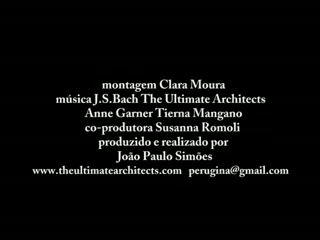 montagem Clara Moura
música J.S.Bach The Ultimate Architects
Anne Garner Tierna Mangano
co-produtora Susanna Romoli
produzido e realizado por
João Paulo Simões
www.theultimatearchitects.com perugina@gmail.com